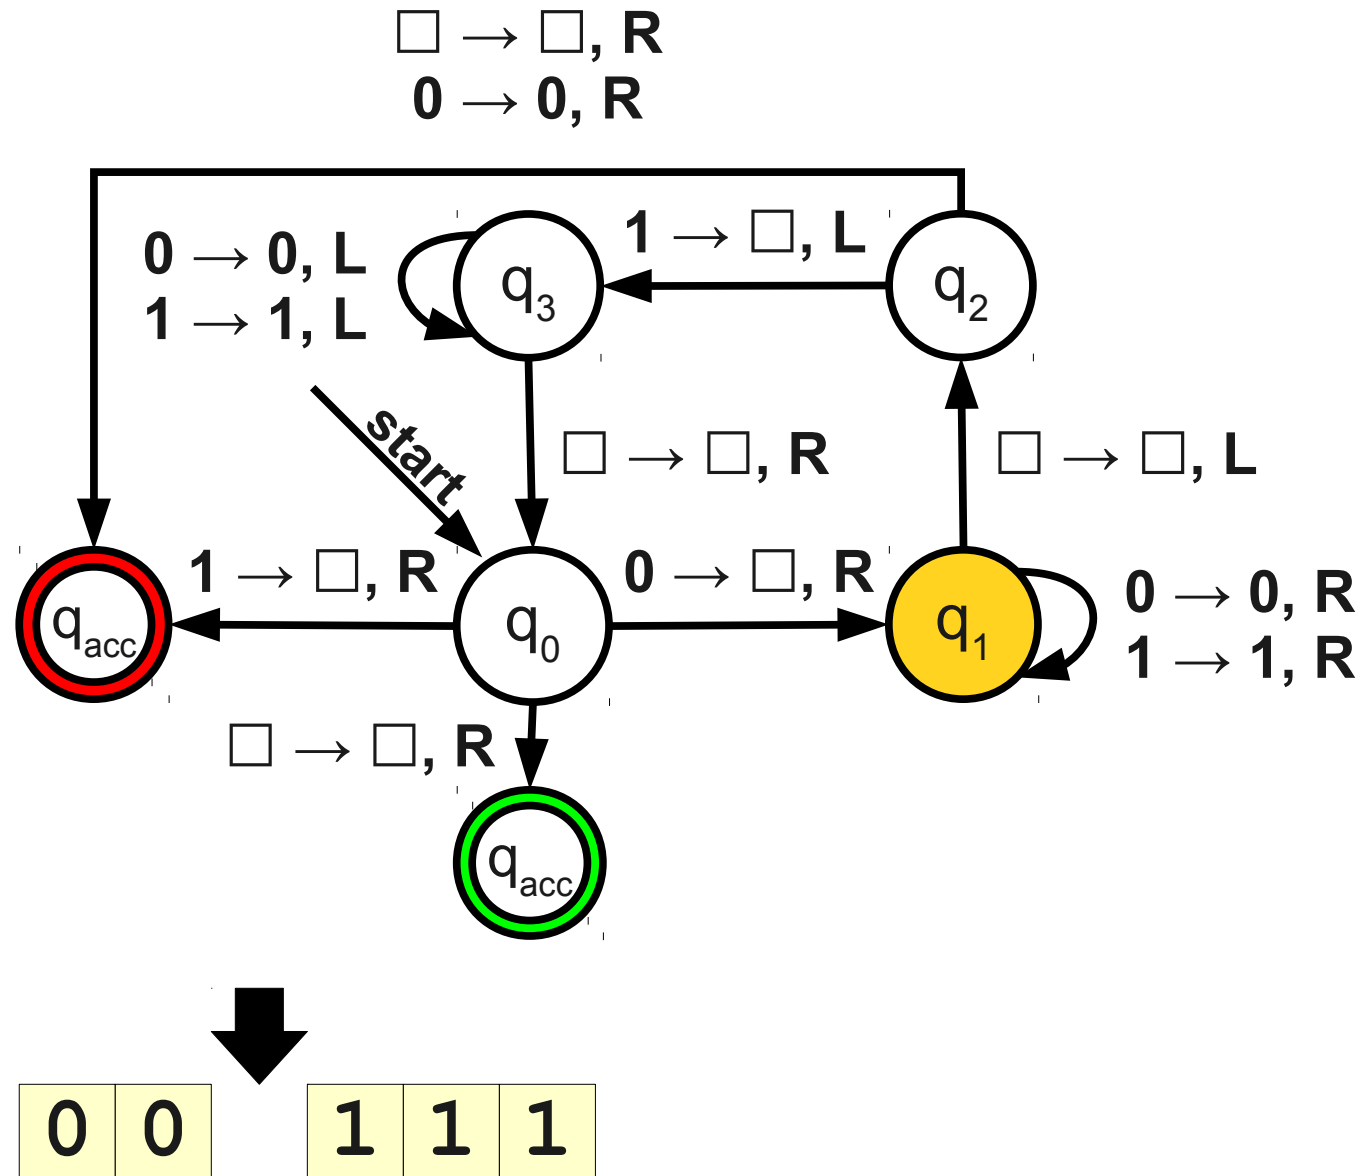 □ → □, R
0 → 0, R
0 → 0, L
1 → 1, L
q3
1 → □, L
q2
start
□ → □, R
□ → □, L
qacc
1 → □, R
q0
0 → □, R
q1
0 → 0, R
1 → 1, R
□ → □, R
qacc
0 0 1 1 1